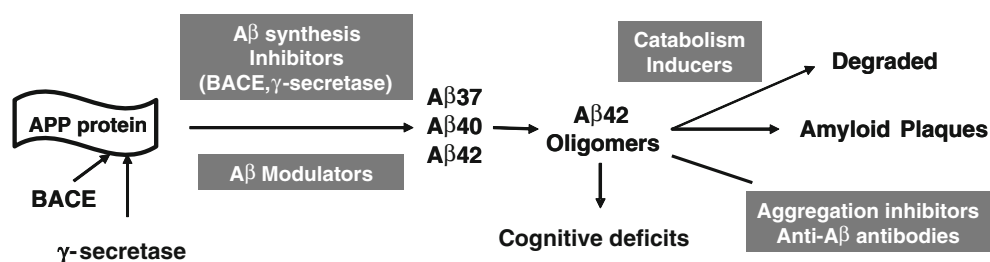 Aβ synthesis
Inhibitors
(BACE,γ-secretase)
APP protein
BACE
γ-secretase
Aβ Modulators
Aβ37
Aβ40
Aβ42
Aβ42
Oligomers
Cognitive deficits
Catabolism
Inducers
Degraded
Amyloid Plaques
Aggregation inhibitors
Anti-Aβ antibodies